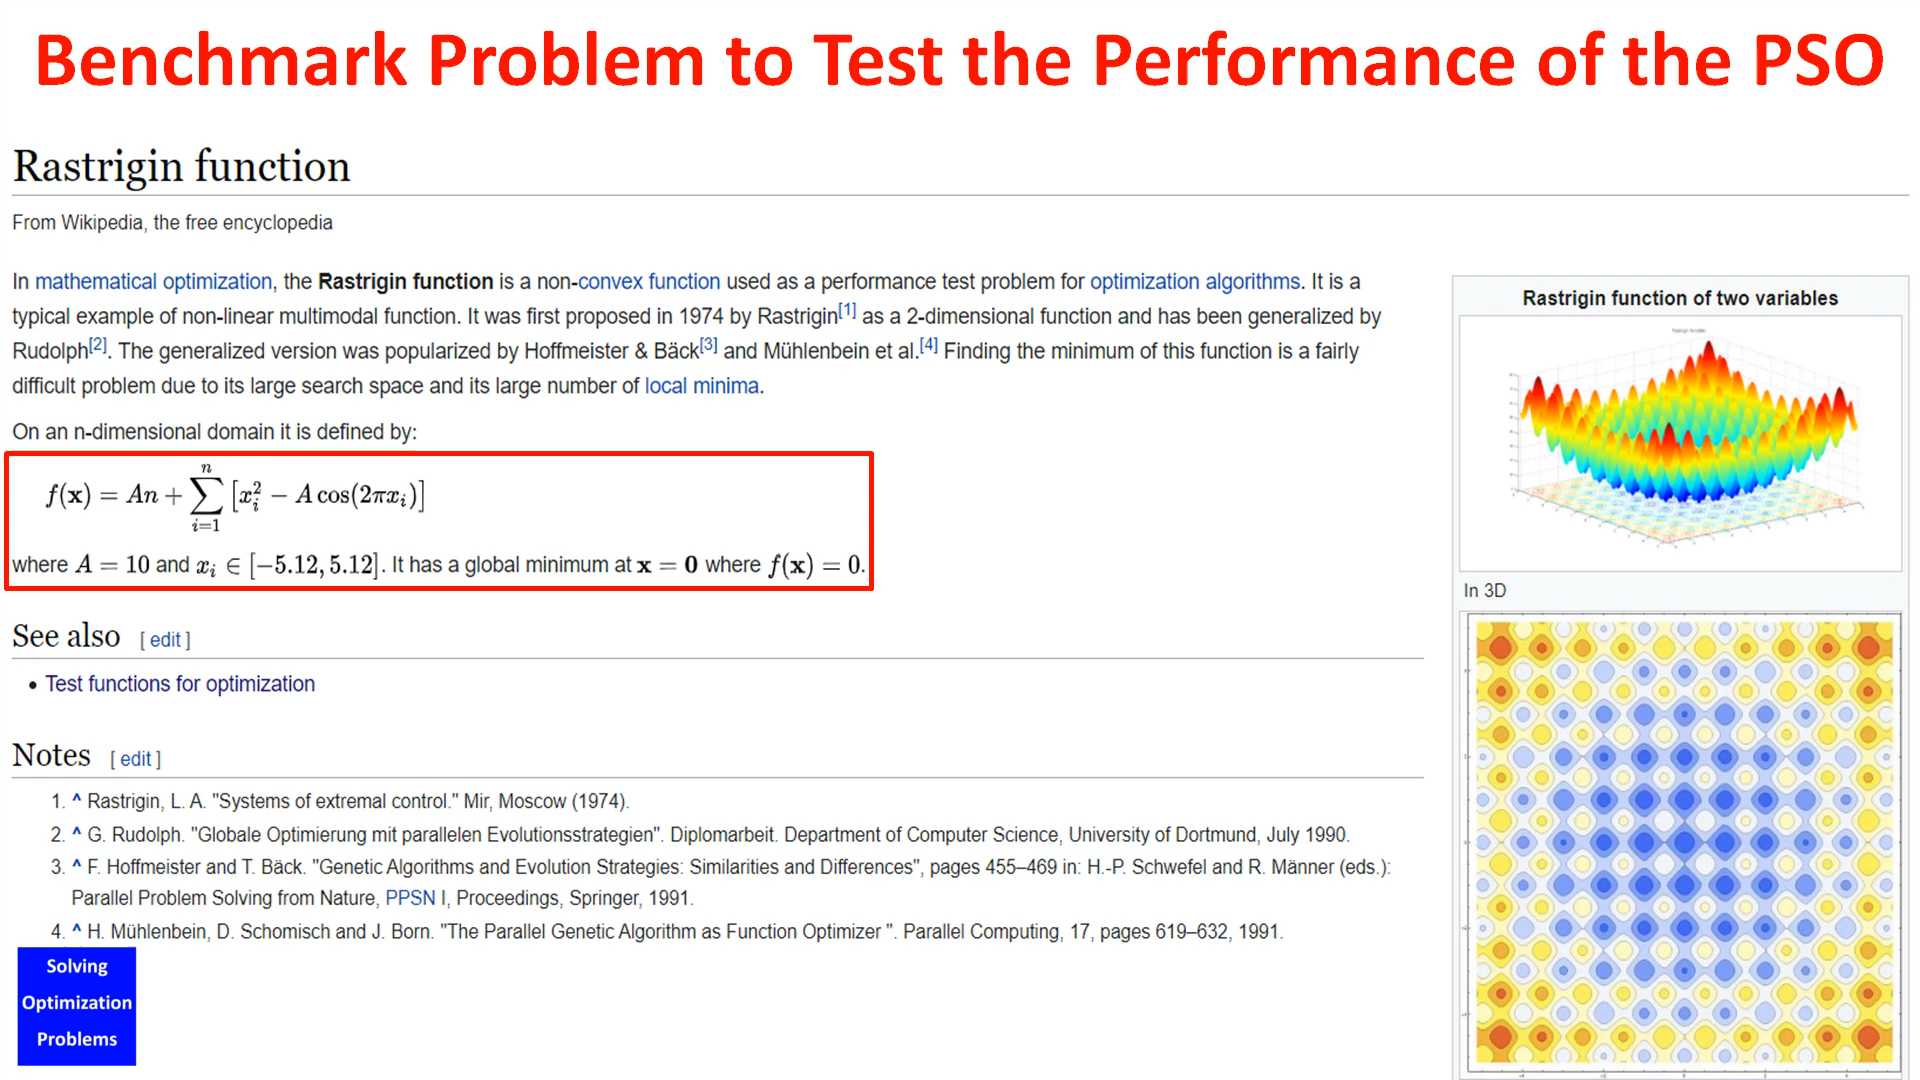 Benchmark Problem to Test the Performance of the PSO
Rastrigin function
From Wikipedia, the free encyclopedia
In mathematical optimization, the Rastrigin function is a non-convex function used as a performance test problem for optimization algorithms. It is a
typical example of non-linear multimodal function. It was first proposed in 1974 by Rastrigin[1] as a 2-dimensional function and has been generalized by
Rudolph[2]. The generalized version was popularized by Hoffmeister & Bäck[3] and Mühlenbein et al.[4] Finding the minimum of this function is a fairly
difficult problem due to its large search space and its large number of local minima.
On an n-dimensional domain it is defined by:
f(x) = An + ∑_{i=1}^{n} [x_i^2 − A cos(2πx_i)]
where A = 10 and x_i ∈ [−5.12, 5.12]. It has a global minimum at x = 0 where f(x) = 0.
See also [ edit ]
• Test functions for optimization
Notes [ edit ]
1. ^ Rastrigin, L. A. "Systems of extremal control." Mir, Moscow (1974).
2. ^ G. Rudolph. "Globale Optimierung mit parallelen Evolutionsstrategien". Diplomarbeit. Department of Computer Science, University of Dortmund, July 1990.
3. ^ F. Hoffmeister and T. Bäck. "Genetic Algorithms and Evolution Strategies: Similarities and Differences", pages 455–469 in: H.-P. Schwefel and R. Männer (eds.):
Parallel Problem Solving from Nature, PPSN I, Proceedings, Springer, 1991.
4. ^ H. Mühlenbein, D. Schomisch and J. Born. "The Parallel Genetic Algorithm as Function Optimizer ". Parallel Computing, 17, pages 619–632, 1991.
Solving
Optimization
Problems
Rastrigin function of two variables
In 3D